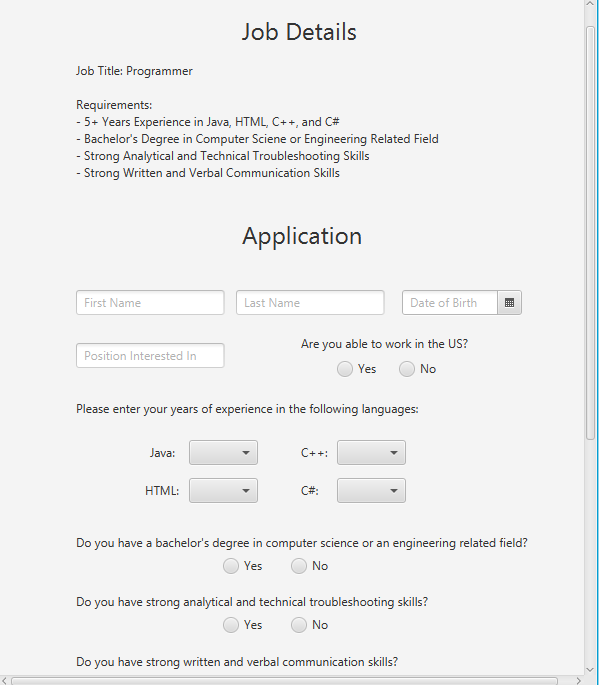 Job Details
Job Title: Programmer
Requirements:
- 5+ Years Experience in Java, HTML, C++, and C#
- Bachelor's Degree in Computer Sciene or Engineering Related Field
- Strong Analytical and Technical Troubleshooting Skills
- Strong Written and Verbal Communication Skills
Application
First Name Last Name Date of Birth
Are you able to work in the US?
Position Interested In
Yes No
Please enter your years of experience in the following languages:
Java: C++:
HTML: C#:
Do you have a bachelor's degree in computer science or an engineering related field?
Yes No
Do you have strong analytical and technical troubleshooting skills?
Yes No
Do you have strong written and verbal communication skills?